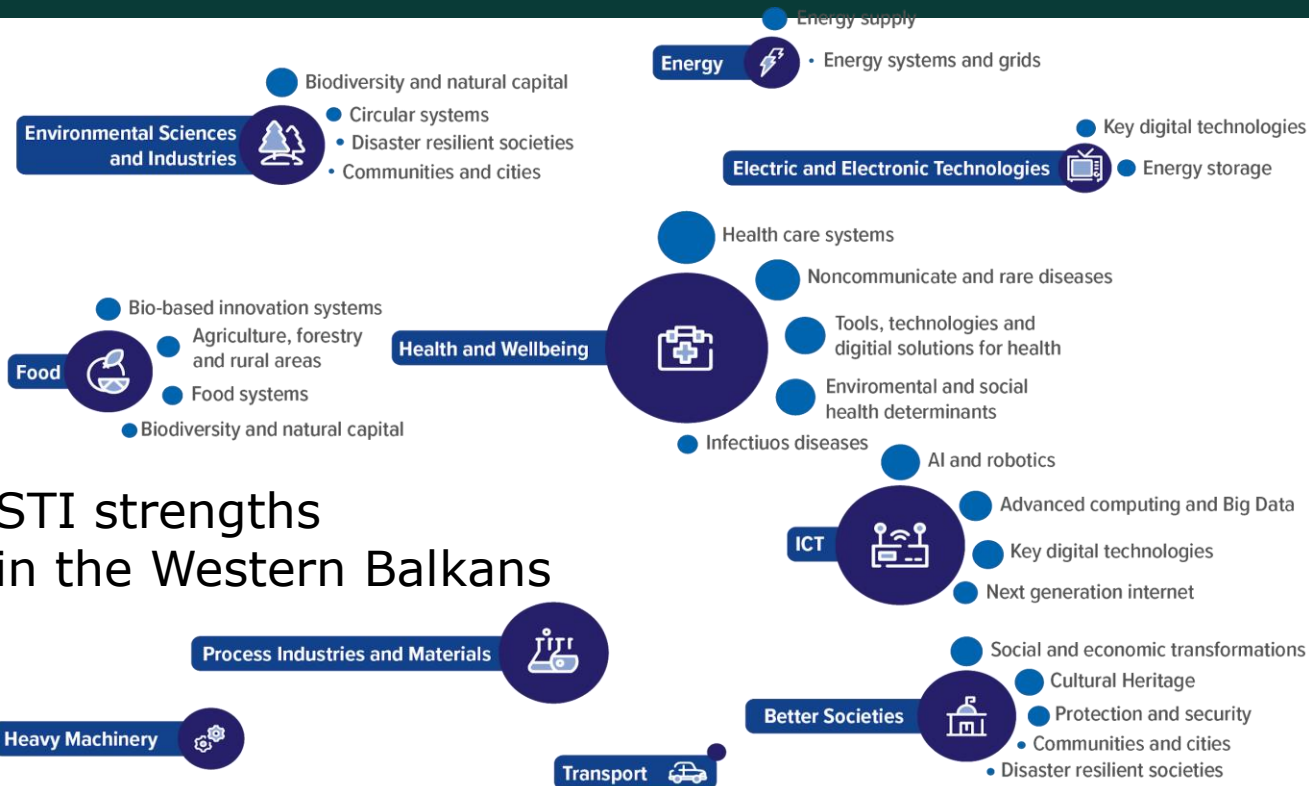 Energy supply
Energy
Energy systems and grids
Biodiversity and natural capital
Circular systems
Environmental Sciences
and Industries
Disaster resilient societies
Communities and cities
Key digital technologies
Electric and Electronic Technologies
Energy storage
Health care systems
Noncommunicate and rare diseases
Tools, technologies and
digitial solutions for health
Health and Wellbeing
Enviromental and social
health determinants
Infectiuos diseases
Bio-based innovation systems
Agriculture, forestry
and rural areas
Food
Food systems
Biodiversity and natural capital
AI and robotics
Advanced computing and Big Data
ICT
Key digital technologies
Next generation internet
STI strengths
in the Western Balkans
Process Industries and Materials
Social and economic transformations
Cultural Heritage
Better Societies
Protection and security
Communities and cities
Disaster resilient societies
Heavy Machinery
Transport